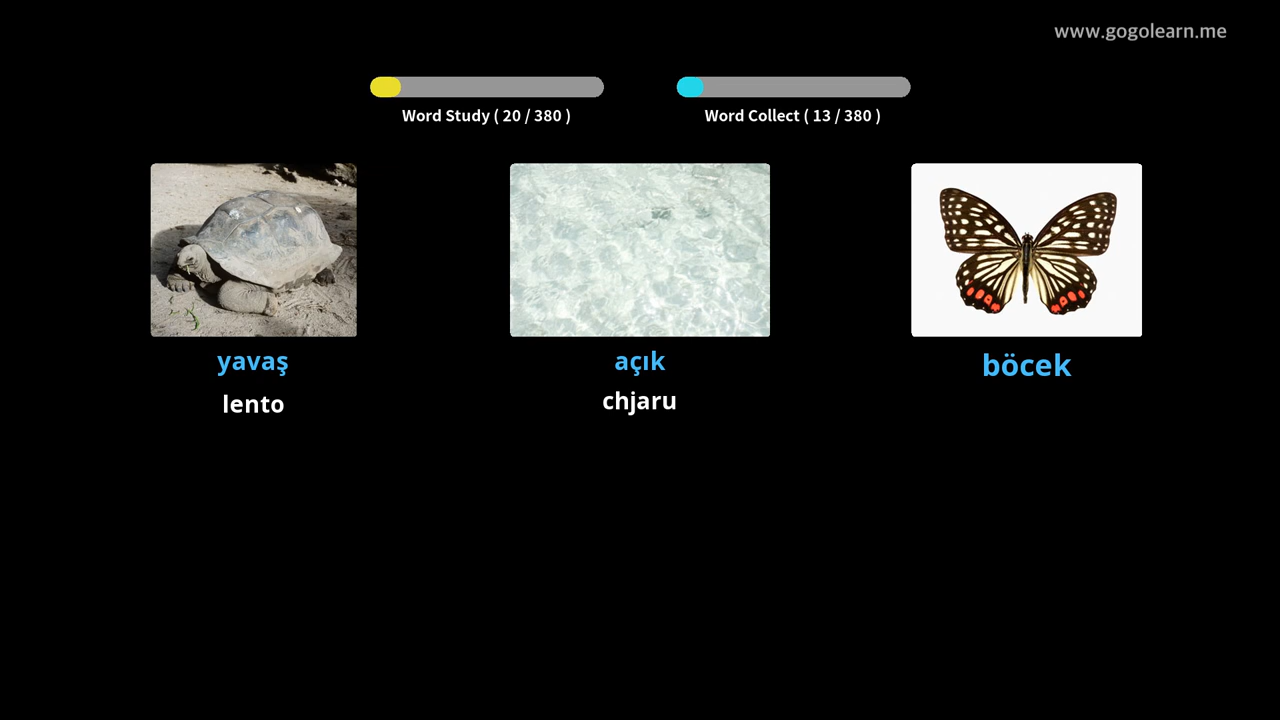 www.gogolearn.me
Word Study ( 20 / 380 )
Word Collect ( 13 / 380 )
yavaş
lento
açık
chjaru
böcek